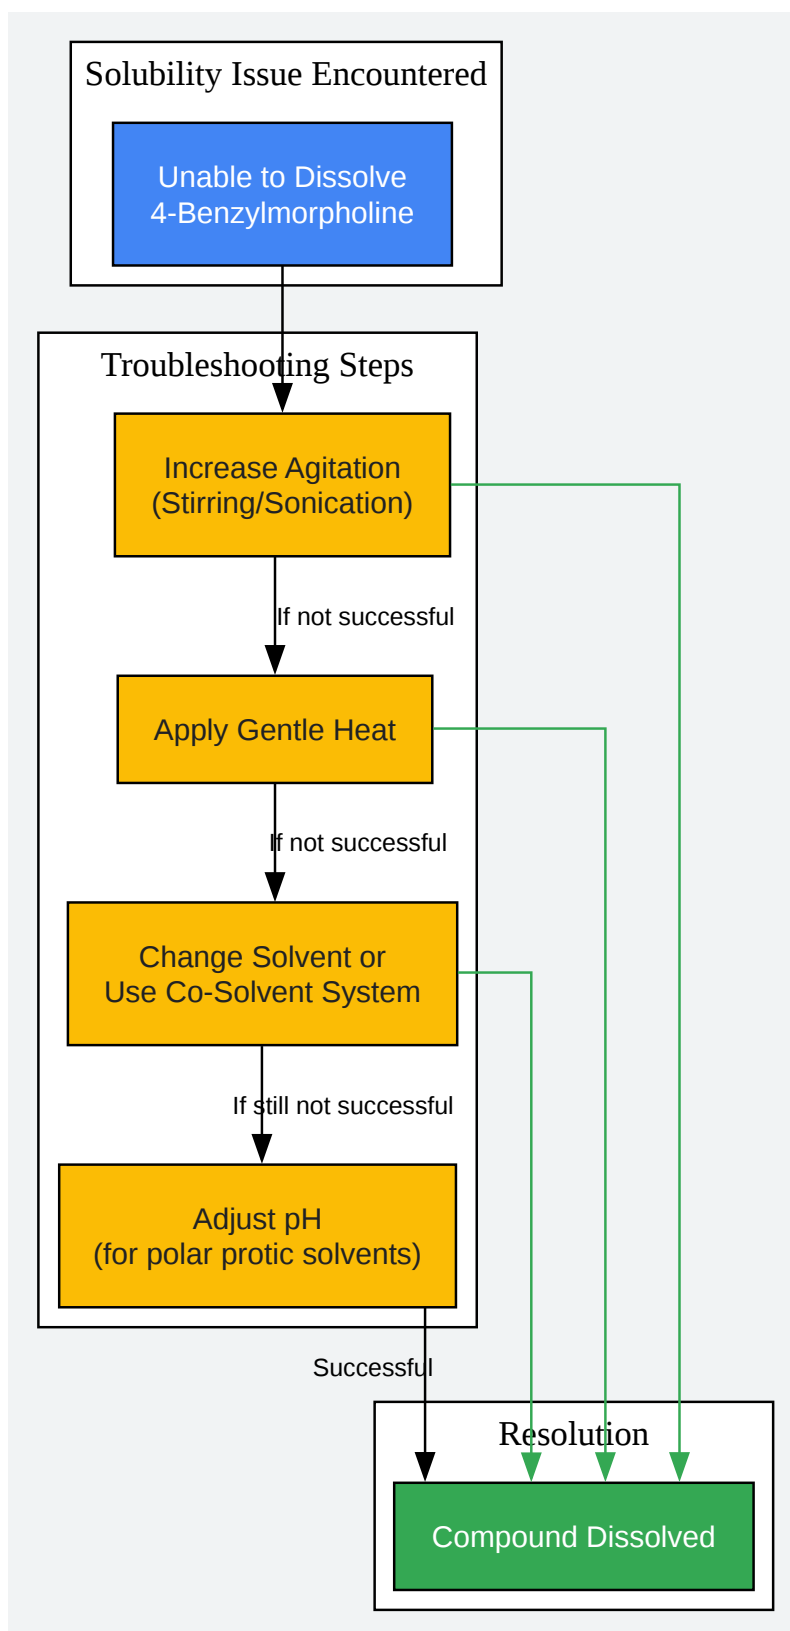 Solubility Issue Encountered
Unable to Dissolve
4-Benzylmorpholine
Troubleshooting Steps
Increase Agitation
(Stirring/Sonication)
If not successful
Apply Gentle Heat
If not successful
Change Solvent or
Use Co-Solvent System
If still not successful
Adjust pH
(for polar protic solvents)
Successful
Resolution
Compound Dissolved